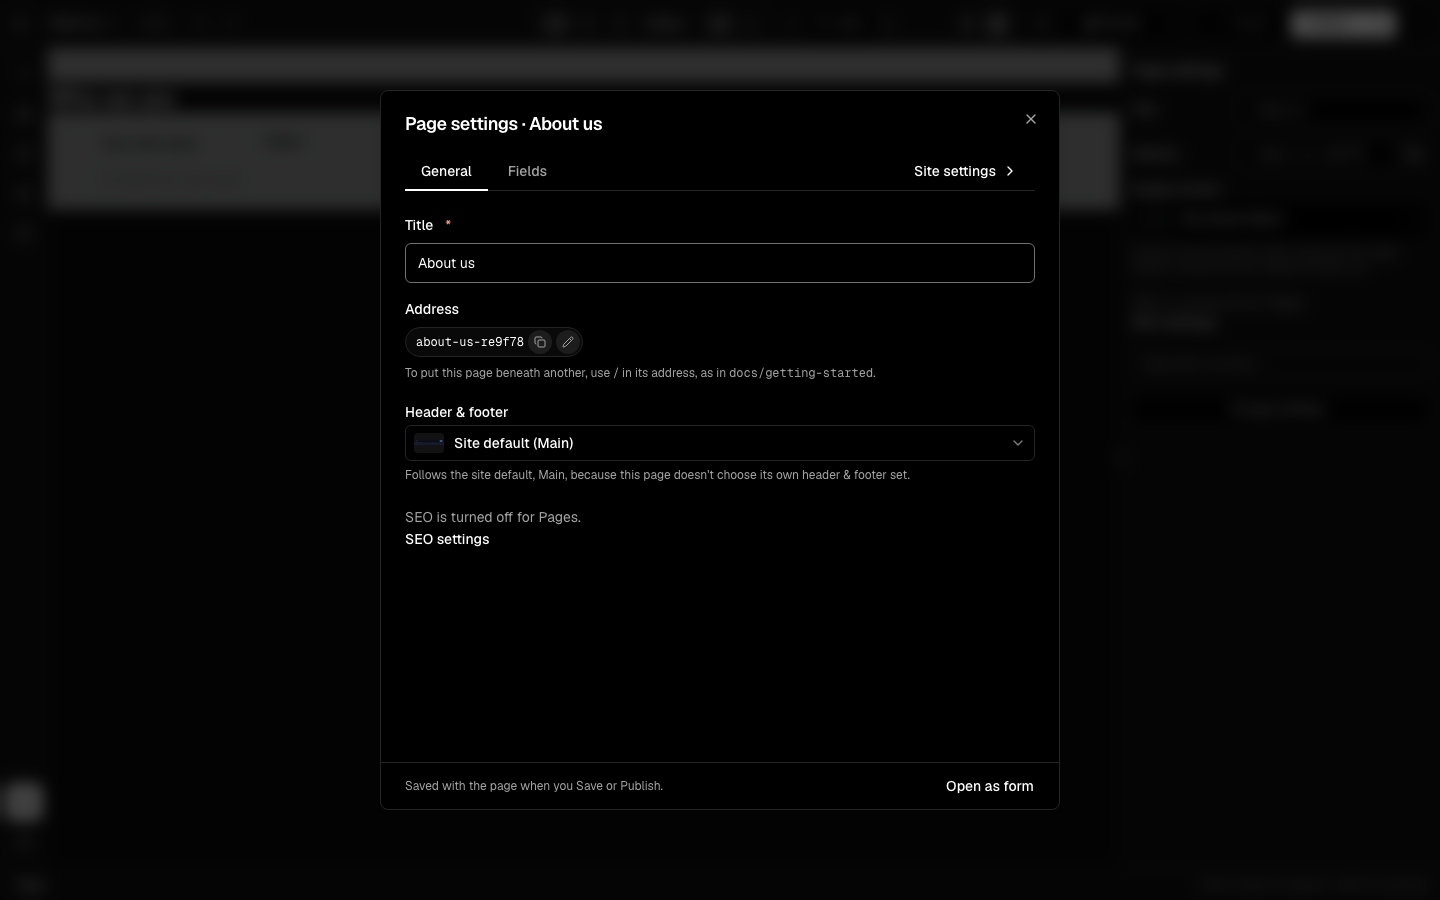 Page settings · About us
General
Fields
Site settings
Title *
About us
Address
about-us-re9f78
To put this page beneath another, use / in its address, as in docs/getting-started.
Header & footer
Site default (Main)
Follows the site default, Main, because this page doesn't choose its own header & footer set.
SEO is turned off for Pages.
SEO settings
Saved with the page when you Save or Publish.
Open as form